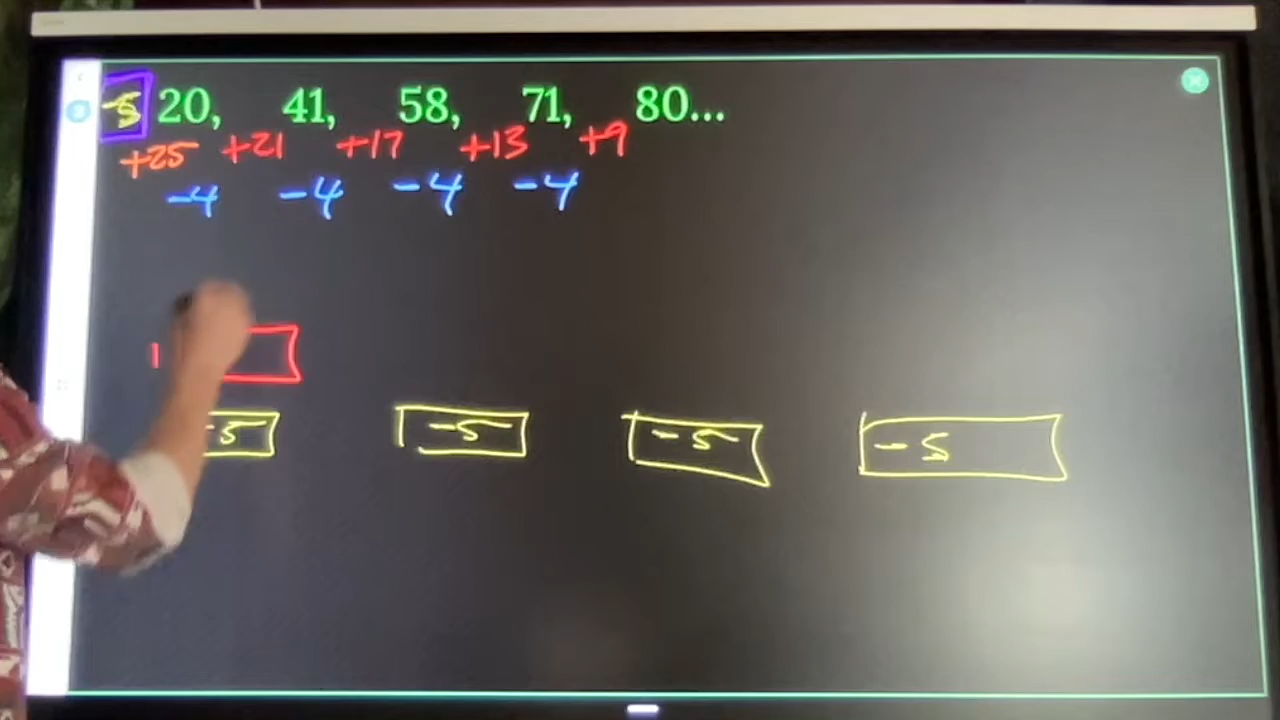 -5 20, 41, 58, 71, 80...
+25 +21 +17 +13 +9
-4 -4 -4 -4
1
-5 -5 -5 -5